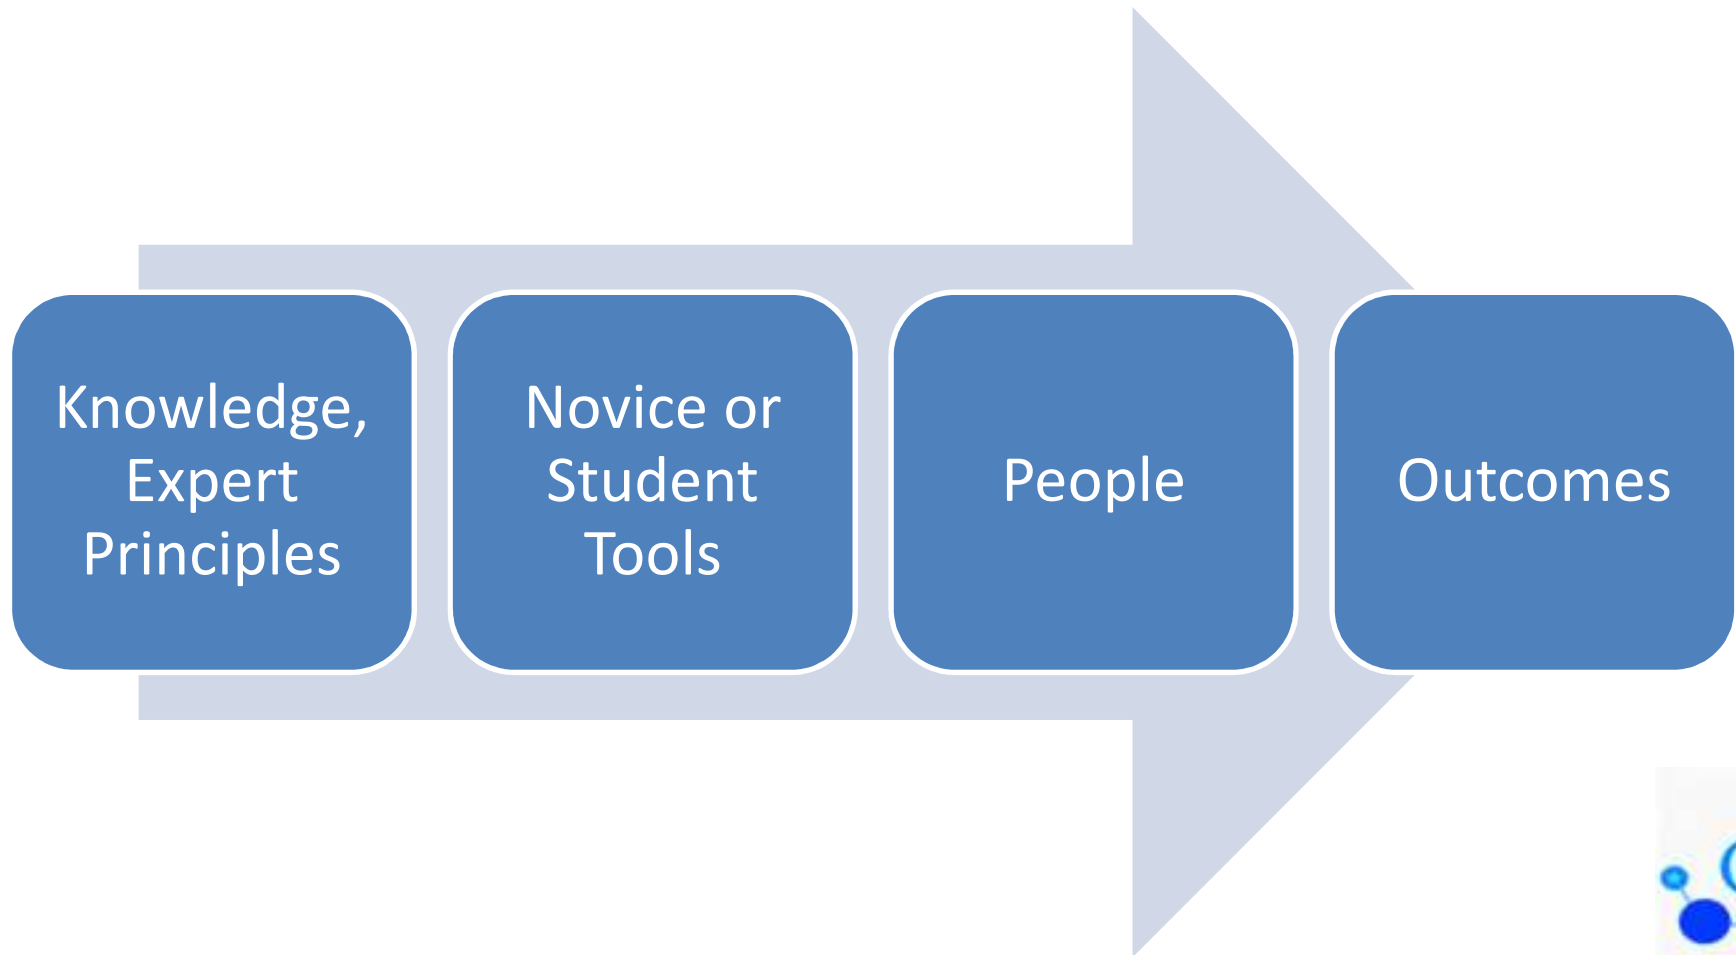 Knowledge,
Expert
Principles
Novice or
Student
Tools
People
Outcomes